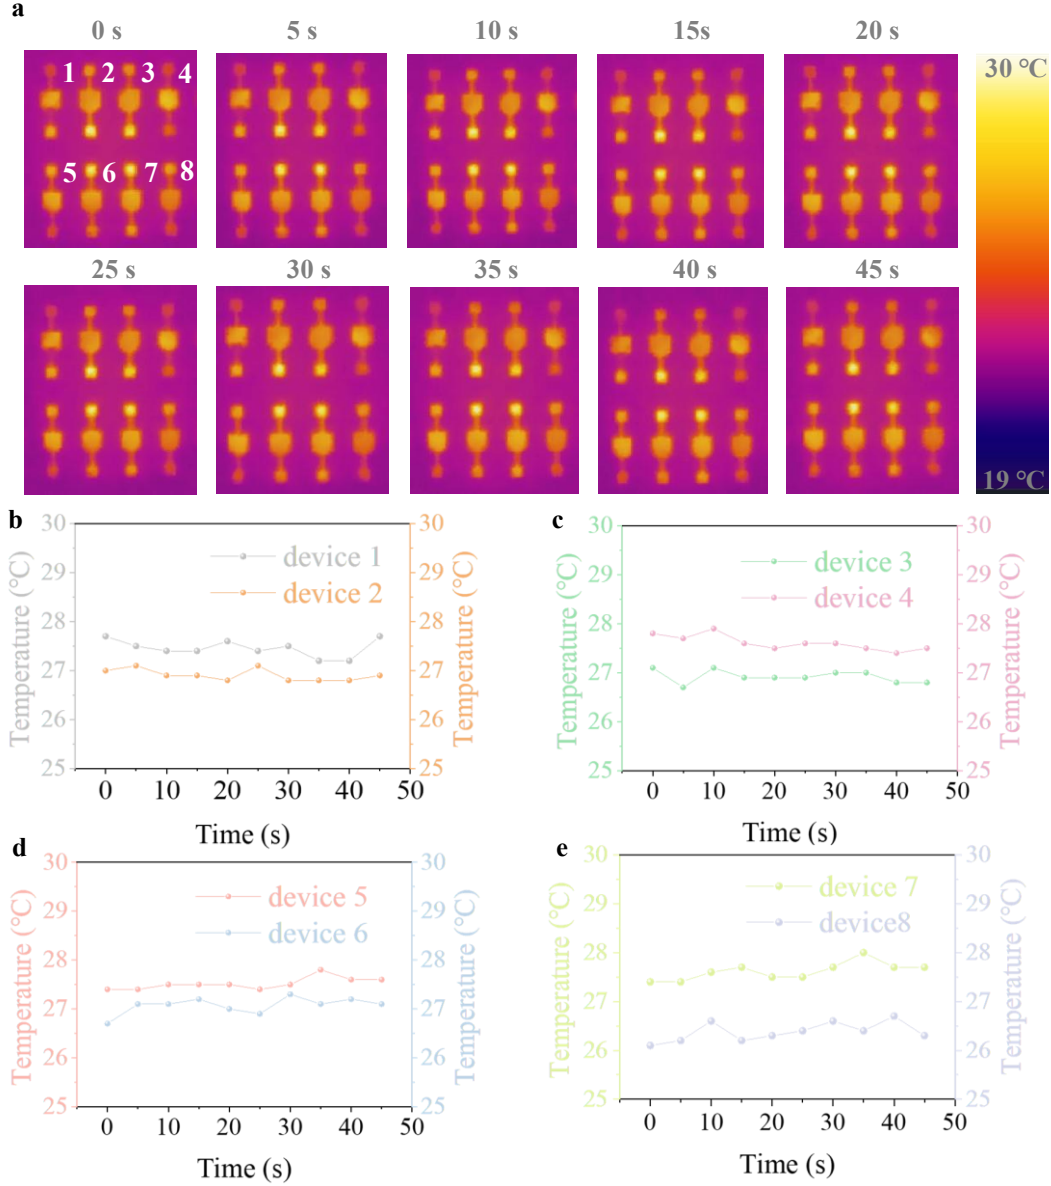 a
0 s 5 s 10 s 15s 20 s
30 °C
1 2 3 4
5 6 7 8
25 s 30 s 35 s 40 s 45 s
19 °C
b
30
29
28
27
26
25
Temperature (°C)
device 1
device 2
30
29
28
27
26
25
Temperature (°C)
0 10 20 30 40 50
Time (s)
c
30
29
28
27
26
25
Temperature (°C)
device 3
device 4
30
29
28
27
26
25
Temperature (°C)
0 10 20 30 40 50
Time (s)
d
30
29
28
27
26
25
Temperature (°C)
device 5
device 6
30
29
28
27
26
25
Temperature (°C)
0 10 20 30 40 50
Time (s)
e
30
29
28
27
26
25
Temperature (°C)
device 7
device8
30
29
28
27
26
25
Temperature (°C)
0 10 20 30 40 50
Time (s)